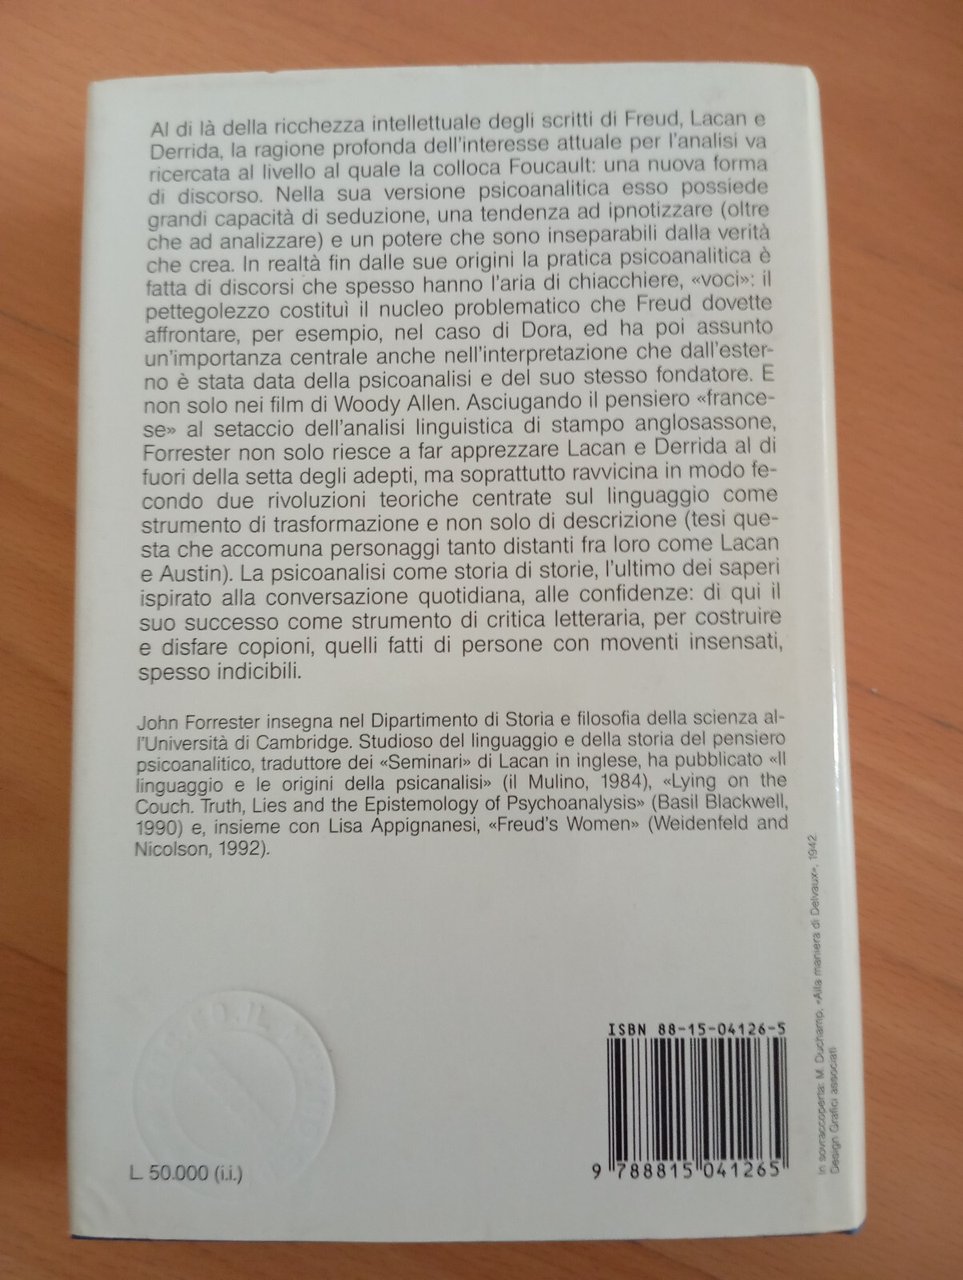 Al di là della ricchezza intellettuale degli scritti di Freud, Lacan e
Derrida, la ragione profonda dell'interesse attuale per l'analisi va
ricercata al livello al quale la colloca Foucault: una nuova forma
di discorso. Nella sua versione psicoanalitica esso possiede
grandi capacità di seduzione, una tendenza ad ipnotizzare (oltre
che ad analizzare) e un potere che sono inseparabili dalla verità
che crea. In realtà fin dalle sue origini la pratica psicoanalitica è
fatta di discorsi che spesso hanno l'aria di chiacchiere, «voci»: il
pettegolezzo costituì il nucleo problematico che Freud dovette
affrontare, per esempio, nel caso di Dora, ed ha poi assunto
un'importanza centrale anche nell'interpretazione che dall'ester-
no è stata data della psicoanalisi e del suo stesso fondatore. E
non solo nei film di Woody Allen. Asciugando il pensiero «france-
se» al setaccio dell'analisi linguistica di stampo anglosassone,
Forrester non solo riesce a far apprezzare Lacan e Derrida al di
fuori della setta degli adepti, ma soprattutto ravvicina in modo fe-
condo due rivoluzioni teoriche centrate sul linguaggio come
strumento di trasformazione e non solo di descrizione (tesi que-
sta che accomuna personaggi tanto distanti fra loro come Lacan
e Austin). La psicoanalisi come storia di storie, l'ultimo dei saperi
ispirato alla conversazione quotidiana, alle confidenze: di qui il
suo successo come strumento di critica letteraria, per costruire
e disfare copioni, quelli fatti di persone con moventi insensati,
spesso indicibili.
John Forrester insegna nel Dipartimento di Storia e filosofia della scienza al-
l'Università di Cambridge. Studioso del linguaggio e della storia del pensiero
psicoanalitico, traduttore dei «Seminari» di Lacan in inglese, ha pubblicato «Il
linguaggio e le origini della psicanalisi» (il Mulino, 1984), «Lying on the
Couch. Truth, Lies and the Epistemology of Psychoanalysis» (Basil Blackwell,
1990) e, insieme con Lisa Appignanesi, «Freud's Women» (Weidenfeld and
Nicolson, 1992).
In sovraccoperta: M. Duchamp, «Alla maniera di Delvaux», 1942
Design Grafici associati
ISBN 88-15-04126-5
9 788815 041265
L. 50.000 (i.i.)